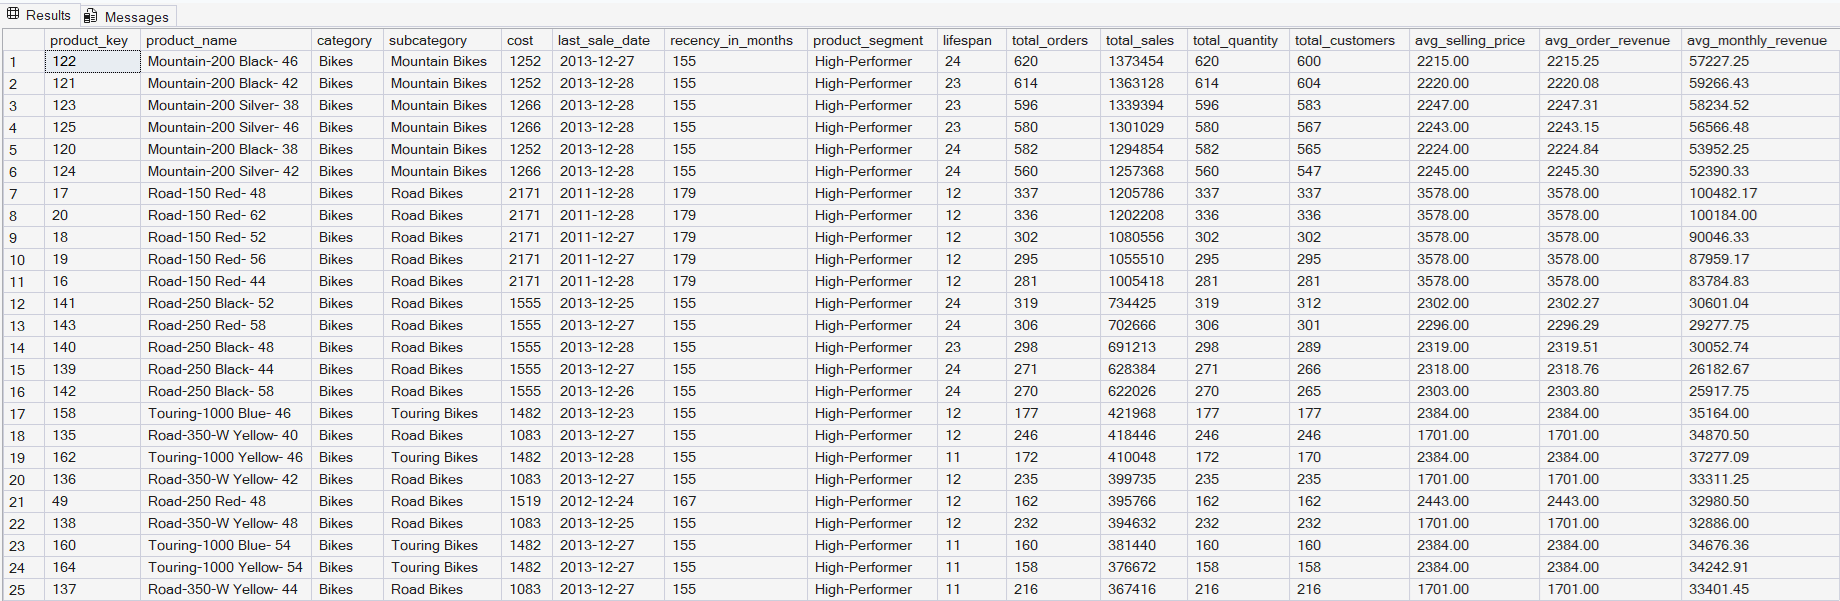 Results Messages
product_key product_name category subcategory cost last_sale_date recency_in_months product_segment lifespan total_orders total_sales total_quantity total_customers avg_selling_price avg_order_revenue avg_monthly_revenue
1 122 Mountain-200 Black- 46 Bikes Mountain Bikes 1252 2013-12-27 155 High-Performer 24 620 1373454 620 600 2215.00 2215.25 57227.25
2 121 Mountain-200 Black- 42 Bikes Mountain Bikes 1252 2013-12-28 155 High-Performer 23 614 1363128 614 604 2220.00 2220.08 59266.43
3 123 Mountain-200 Silver- 38 Bikes Mountain Bikes 1266 2013-12-28 155 High-Performer 23 596 1339394 596 583 2247.00 2247.31 58234.52
4 125 Mountain-200 Silver- 46 Bikes Mountain Bikes 1266 2013-12-28 155 High-Performer 23 580 1301029 580 567 2243.00 2243.15 56566.48
5 120 Mountain-200 Black- 38 Bikes Mountain Bikes 1252 2013-12-28 155 High-Performer 24 582 1294854 582 565 2224.00 2224.84 53952.25
6 124 Mountain-200 Silver- 42 Bikes Mountain Bikes 1266 2013-12-28 155 High-Performer 24 560 1257368 560 547 2245.00 2245.30 52390.33
7 17 Road-150 Red- 48 Bikes Road Bikes 2171 2011-12-28 179 High-Performer 12 337 1205786 337 337 3578.00 3578.00 100482.17
8 20 Road-150 Red- 62 Bikes Road Bikes 2171 2011-12-28 179 High-Performer 12 336 1202208 336 336 3578.00 3578.00 100184.00
9 18 Road-150 Red- 52 Bikes Road Bikes 2171 2011-12-27 179 High-Performer 12 302 1080556 302 302 3578.00 3578.00 90046.33
10 19 Road-150 Red- 56 Bikes Road Bikes 2171 2011-12-27 179 High-Performer 12 295 1055510 295 295 3578.00 3578.00 87959.17
11 16 Road-150 Red- 44 Bikes Road Bikes 2171 2011-12-28 179 High-Performer 12 281 1005418 281 281 3578.00 3578.00 83784.83
12 141 Road-250 Black- 52 Bikes Road Bikes 1555 2013-12-25 155 High-Performer 24 319 734425 319 312 2302.00 2302.27 30601.04
13 143 Road-250 Red- 58 Bikes Road Bikes 1555 2013-12-27 155 High-Performer 24 306 702666 306 301 2296.00 2296.29 29277.75
14 140 Road-250 Black- 48 Bikes Road Bikes 1555 2013-12-28 155 High-Performer 23 298 691213 298 289 2319.00 2319.51 30052.74
15 139 Road-250 Black- 44 Bikes Road Bikes 1555 2013-12-27 155 High-Performer 24 271 628384 271 266 2318.00 2318.76 26182.67
16 142 Road-250 Black- 58 Bikes Road Bikes 1555 2013-12-26 155 High-Performer 24 270 622026 270 265 2303.00 2303.80 25917.75
17 158 Touring-1000 Blue- 46 Bikes Touring Bikes 1482 2013-12-23 155 High-Performer 12 177 421968 177 177 2384.00 2384.00 35164.00
18 135 Road-350-W Yellow- 40 Bikes Road Bikes 1083 2013-12-27 155 High-Performer 12 246 418446 246 246 1701.00 1701.00 34870.50
19 162 Touring-1000 Yellow- 46 Bikes Touring Bikes 1482 2013-12-28 155 High-Performer 11 172 410048 172 170 2384.00 2384.00 37277.09
20 136 Road-350-W Yellow- 42 Bikes Road Bikes 1083 2013-12-27 155 High-Performer 12 235 399735 235 235 1701.00 1701.00 33311.25
21 49 Road-250 Red- 48 Bikes Road Bikes 1519 2012-12-24 167 High-Performer 12 162 395766 162 162 2443.00 2443.00 32980.50
22 138 Road-350-W Yellow- 48 Bikes Road Bikes 1083 2013-12-25 155 High-Performer 12 232 394632 232 232 1701.00 1701.00 32886.00
23 160 Touring-1000 Blue- 54 Bikes Touring Bikes 1482 2013-12-27 155 High-Performer 11 160 381440 160 160 2384.00 2384.00 34676.36
24 164 Touring-1000 Yellow- 54 Bikes Touring Bikes 1482 2013-12-27 155 High-Performer 11 158 376672 158 158 2384.00 2384.00 34242.91
25 137 Road-350-W Yellow- 44 Bikes Road Bikes 1083 2013-12-27 155 High-Performer 11 216 367416 216 216 1701.00 1701.00 33401.45